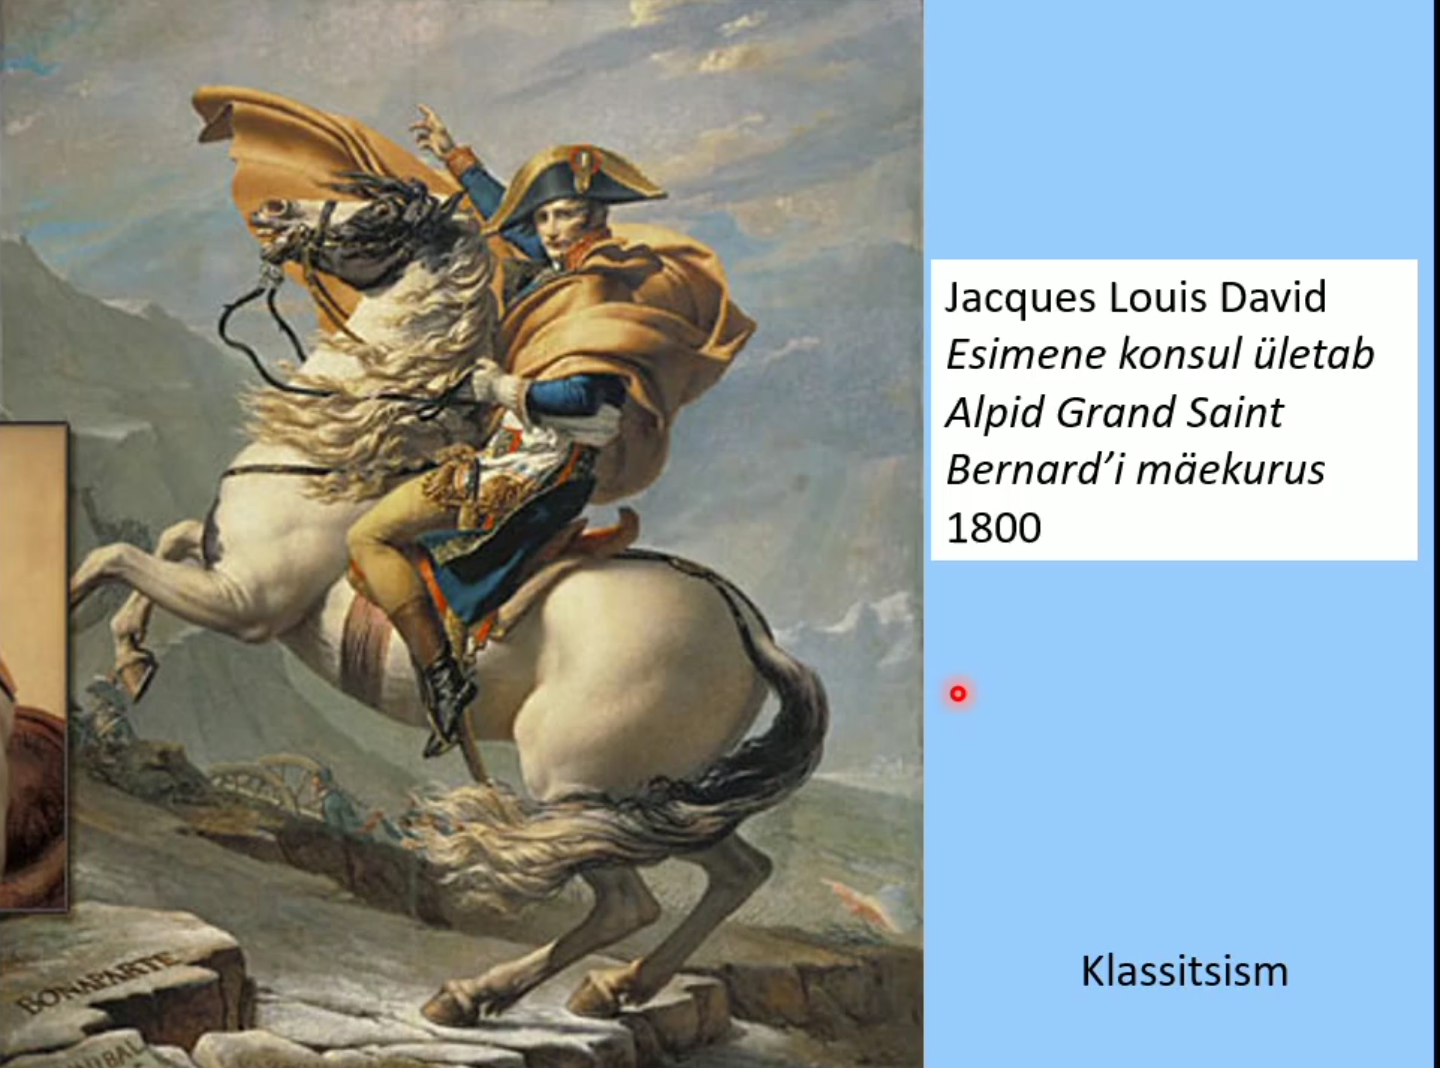 Jacques Louis David
Esimene konsul ületab
Alpid Grand Saint
Bernard’i mäekurus
1800
Klassitsism
BONAPARTE